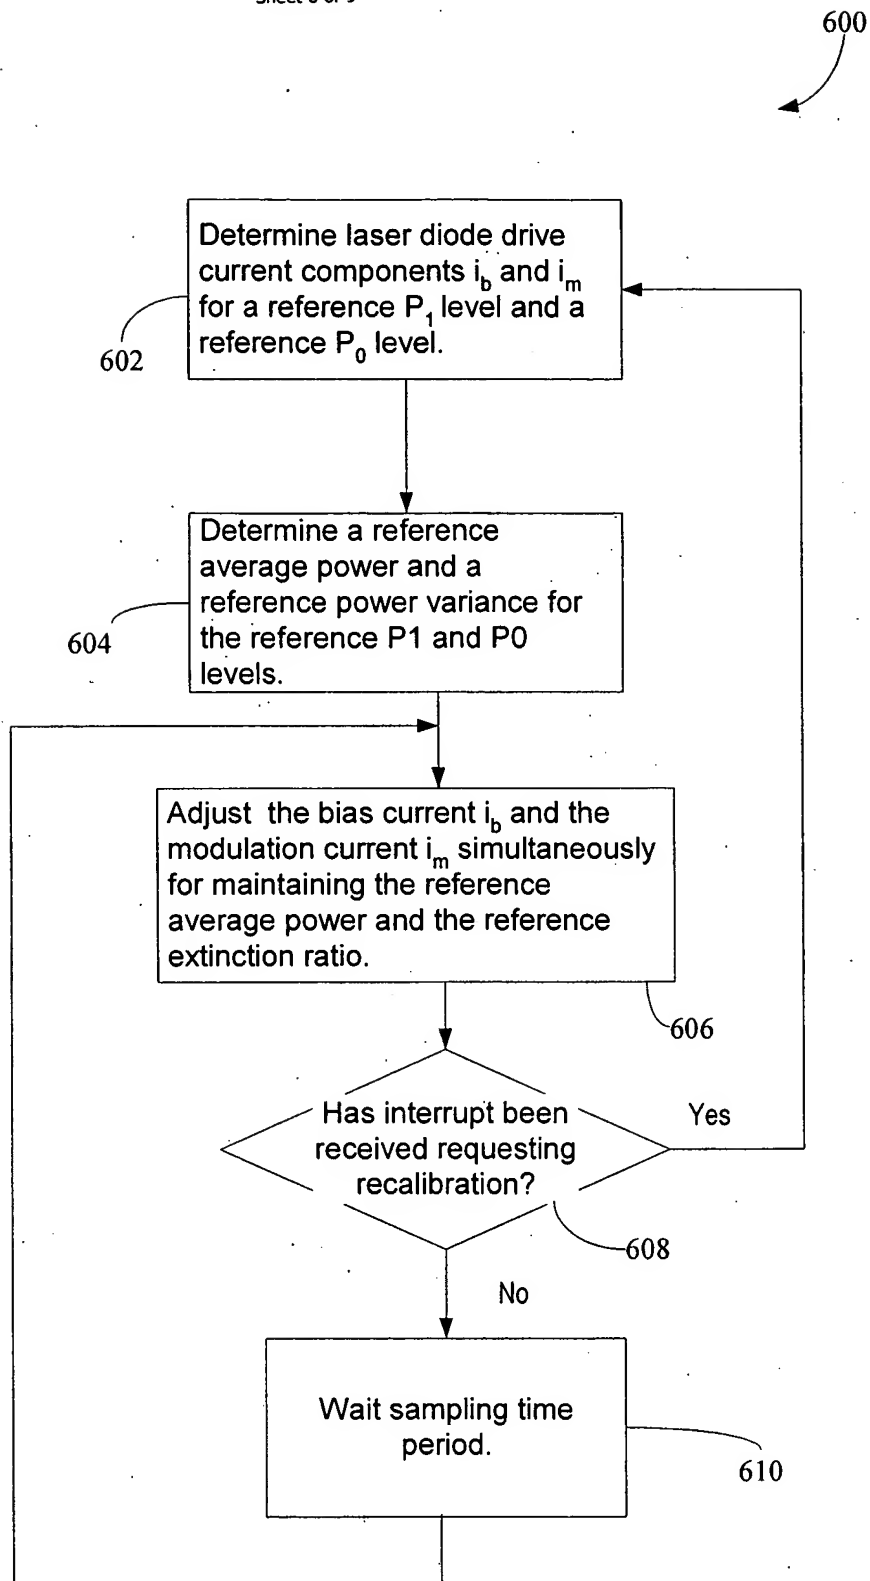 600
Determine laser diode drive
current components ib and im
for a reference P1 level and a
reference P0 level.
602
Determine a reference
average power and a
reference power variance for
the reference P1 and P0
levels.
604
Adjust the bias current ib and the
modulation current im simultaneously
for maintaining the reference
average power and the reference
extinction ratio.
606
Has interrupt been
received requesting
recalibration?
Yes
608
No
Wait sampling time
period.
610